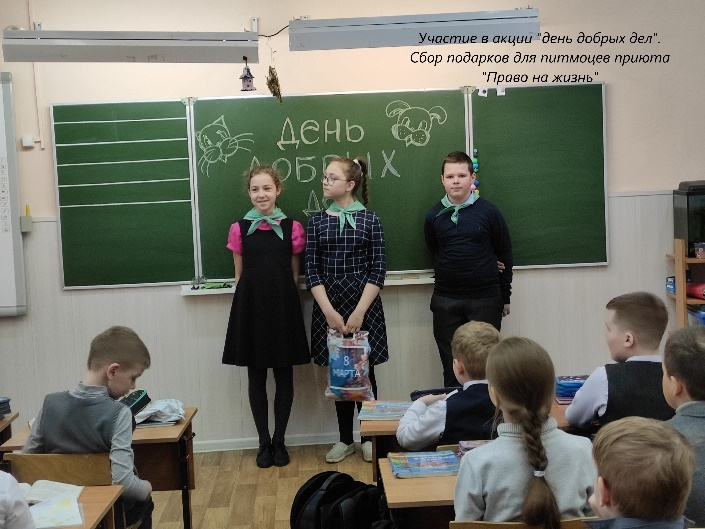 Участие в акции "день добрых дел".
Сбор подарков для питмоцев приюта
"Право на жизнь"
ДЕНЬ
ДОБРЫХ
8
МАРТА